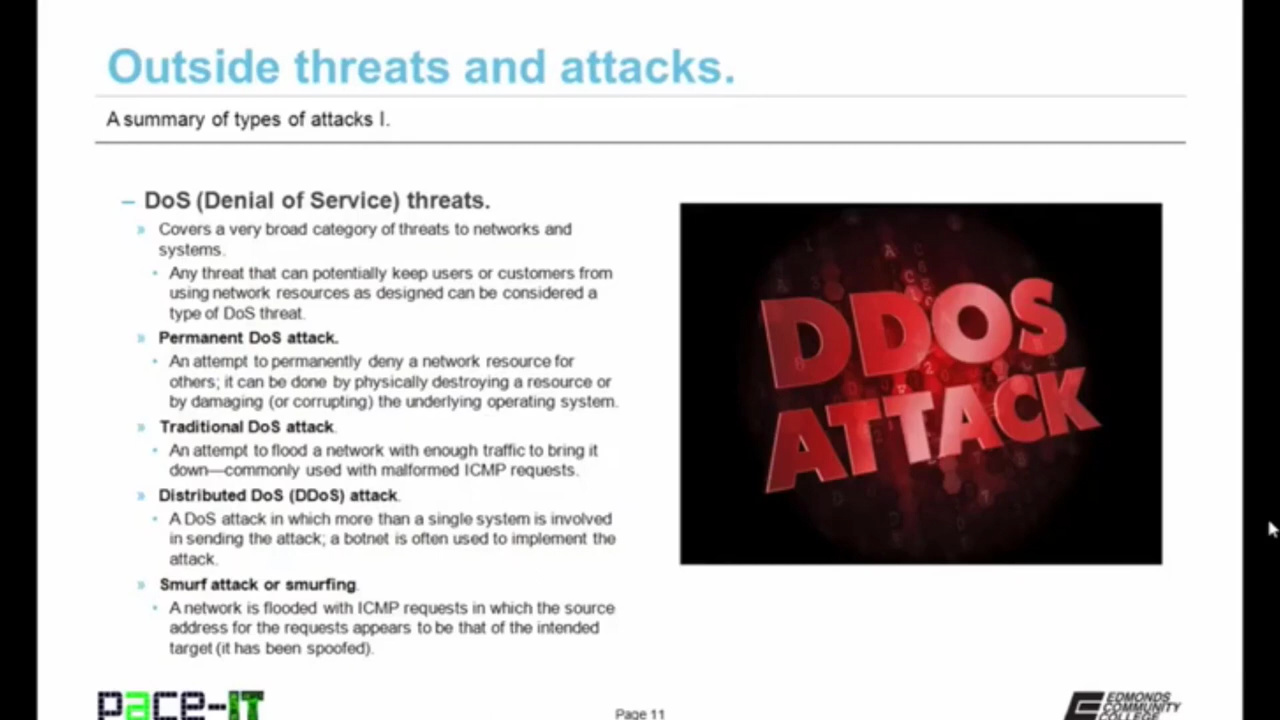 Outside threats and attacks.
A summary of types of attacks I.
– DoS (Denial of Service) threats.
» Covers a very broad category of threats to networks and
systems.
• Any threat that can potentially keep users or customers from
using network resources as designed can be considered a
type of DoS threat.
» Permanent DoS attack.
• An attempt to permanently deny a network resource for
others; it can be done by physically destroying a resource or
by damaging (or corrupting) the underlying operating system.
» Traditional DoS attack.
• An attempt to flood a network with enough traffic to bring it
down—commonly used with malformed ICMP requests.
» Distributed DoS (DDoS) attack.
• A DoS attack in which more than a single system is involved
in sending the attack; a botnet is often used to implement the
attack.
» Smurf attack or smurfing.
• A network is flooded with ICMP requests in which the source
address for the requests appears to be that of the intended
target (it has been spoofed).
DDOS
ATTACK
pace-IT
Page 11
EDMONDS
COMMUNITY
COLLEGE